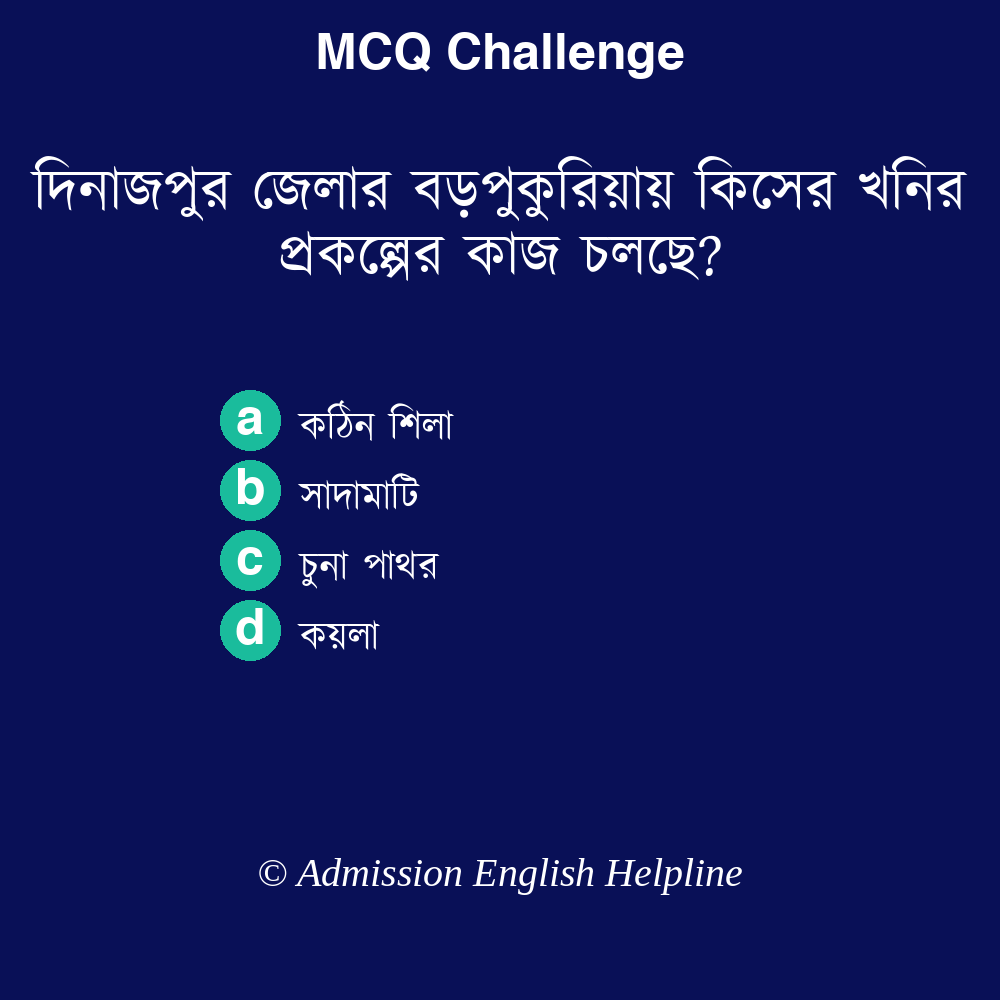 MCQ Challenge
দিনাজপুর জেলার বড়পুকুরিয়ায় কিসের খনির
প্রকল্পের কাজ চলছে?
a কঠিন শিলা
b সাদামাটি
c চুনা পাথর
d কয়লা
© Admission English Helpline